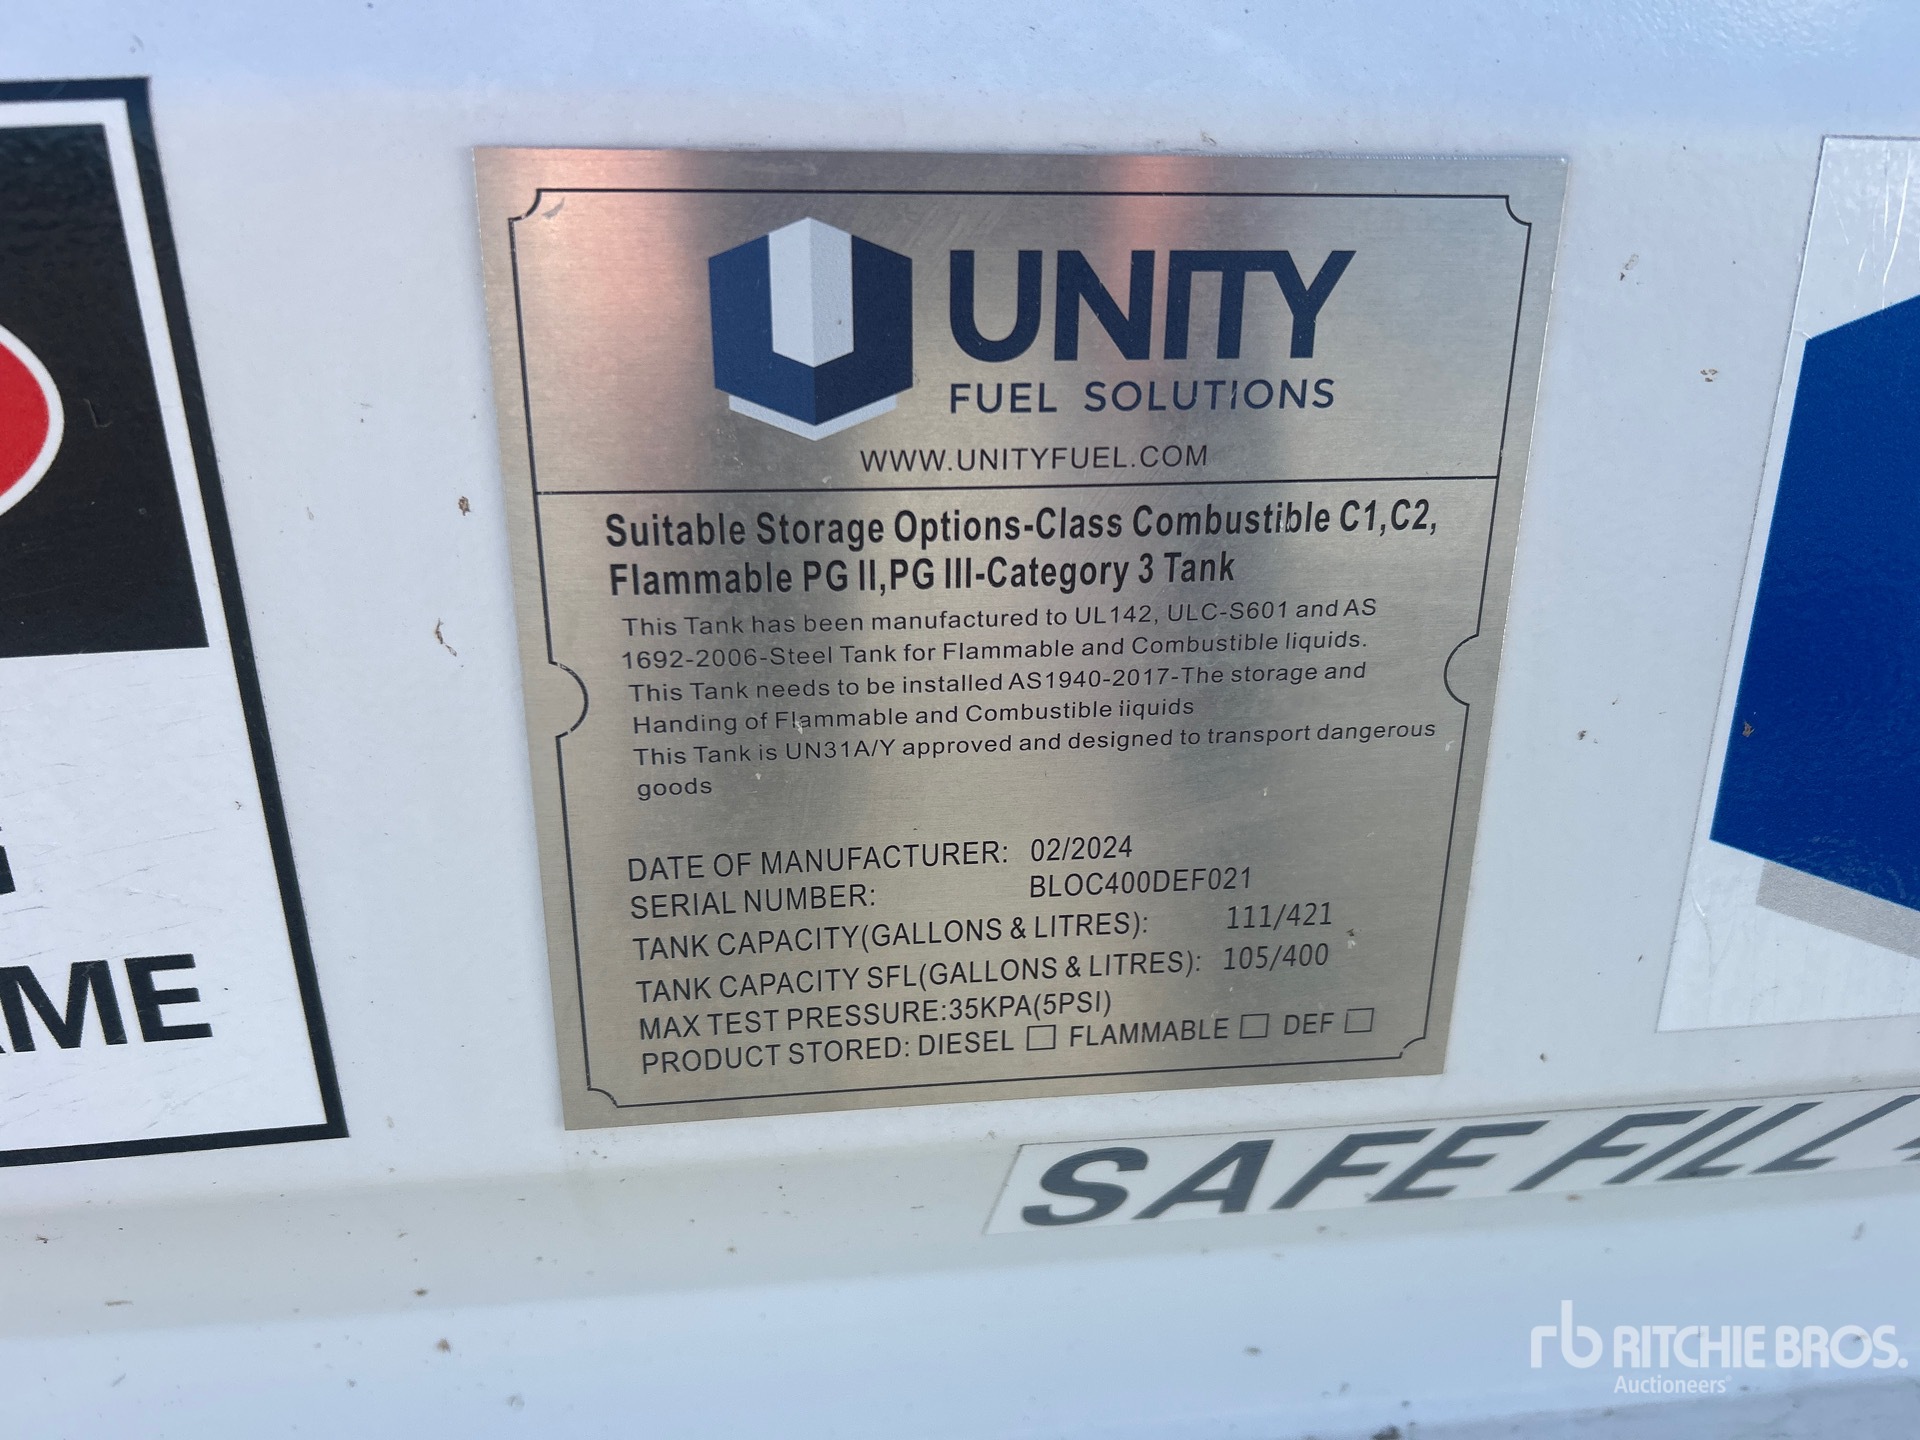 UNITY
FUEL SOLUTIONS
WWW.UNITYFUEL.COM
Suitable Storage Options-Class Combustible C1,C2,
Flammable PG II,PG III-Category 3 Tank
This Tank has been manufactured to UL142, ULC-S601 and AS
1692-2006-Steel Tank for Flammable and Combustible liquids.
This Tank needs to be installed AS1940-2017-The storage and
Handing of Flammable and Combustible iiquids
This Tank is UN31A/Y approved and designed to transport dangerous
goods
DATE OF MANUFACTURER: 02/2024
SERIAL NUMBER: BLOC400DEF021
TANK CAPACITY(GALLONS & LITRES): 111/421
TANK CAPACITY SFL(GALLONS & LITRES): 105/400
MAX TEST PRESSURE:35KPA(5PSI)
PRODUCT STORED: DIESEL ☐ FLAMMABLE ☐ DEF ☐
SAFE FILL
rb RITCHIE BROS.
Auctioneers